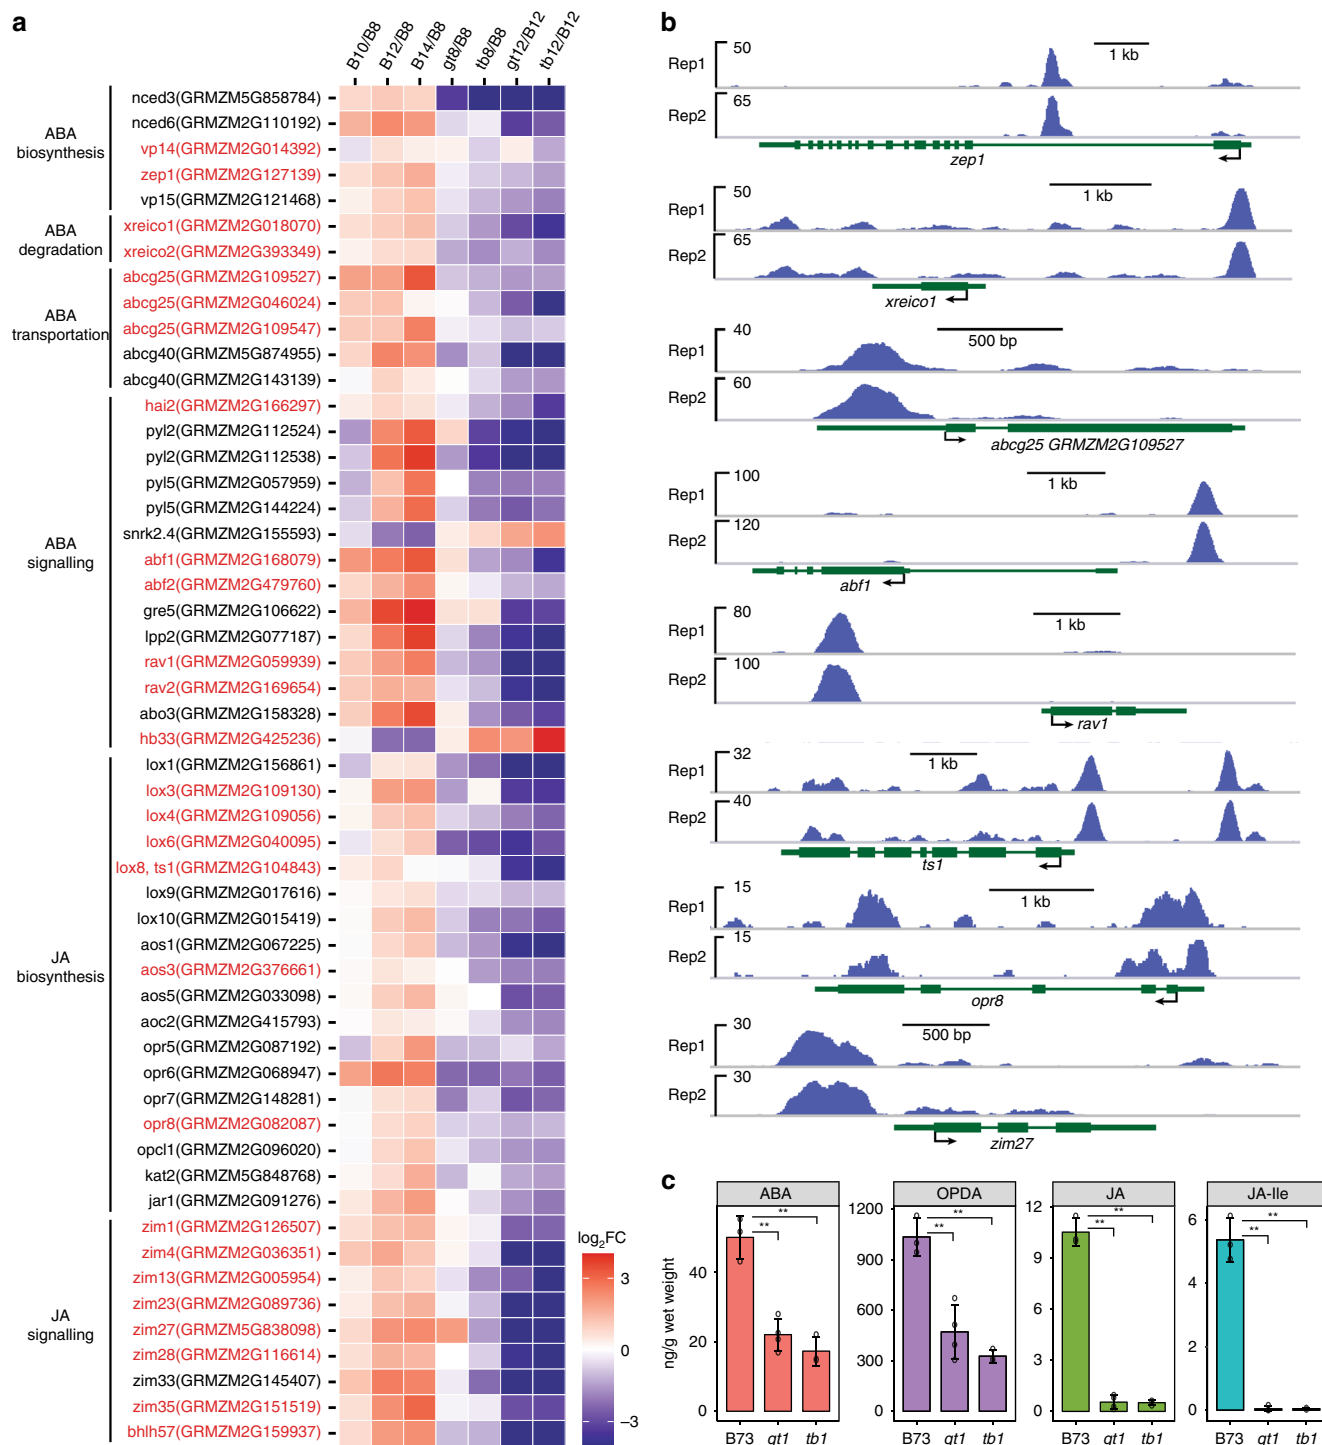 a
B10/B8
B12/B8
B14/B8
gt8/B8
tb8/B8
gt12/B12
tb12/B12
ABA
biosynthesis
nced3(GRMZM5G858784)
nced6(GRMZM2G110192)
vp14(GRMZM2G014392)
zep1(GRMZM2G127139)
vp15(GRMZM2G121468)
ABA
degradation
xreico1(GRMZM2G018070)
xreico2(GRMZM2G393349)
ABA
transportation
abcg25(GRMZM2G109527)
abcg25(GRMZM2G046024)
abcg25(GRMZM2G109547)
abcg40(GRMZM5G874955)
abcg40(GRMZM2G143139)
ABA
signalling
hai2(GRMZM2G166297)
pyl2(GRMZM2G112524)
pyl2(GRMZM2G112538)
pyl5(GRMZM2G057959)
pyl5(GRMZM2G144224)
snrk2.4(GRMZM2G155593)
abf1(GRMZM2G168079)
abf2(GRMZM2G479760)
gre5(GRMZM2G106622)
lpp2(GRMZM2G077187)
rav1(GRMZM2G059939)
rav2(GRMZM2G169654)
abo3(GRMZM2G158328)
hb33(GRMZM2G425236)
JA
biosynthesis
lox1(GRMZM2G156861)
lox3(GRMZM2G109130)
lox4(GRMZM2G109056)
lox6(GRMZM2G040095)
lox8, ts1(GRMZM2G104843)
lox9(GRMZM2G017616)
lox10(GRMZM2G015419)
aos1(GRMZM2G067225)
aos3(GRMZM2G376661)
aos5(GRMZM2G033098)
aoc2(GRMZM2G415793)
opr5(GRMZM2G087192)
opr6(GRMZM2G068947)
opr7(GRMZM2G148281)
opr8(GRMZM2G082087)
opcl1(GRMZM2G096020)
kat2(GRMZM5G848768)
jar1(GRMZM2G091276)
JA
signalling
zim1(GRMZM2G126507)
zim4(GRMZM2G036351)
zim13(GRMZM2G005954)
zim23(GRMZM2G089736)
zim27(GRMZM5G838098)
zim28(GRMZM2G116614)
zim33(GRMZM2G145407)
zim35(GRMZM2G151519)
bhlh57(GRMZM2G159937)
log2FC
3
0
−3
b
Rep1 50 1 kb
Rep2 65
zep1
Rep1 50 1 kb
Rep2 65
xreico1
Rep1 40 500 bp
Rep2 60
abcg25 GRMZM2G109527
Rep1 100 1 kb
Rep2 120
abf1
Rep1 80 1 kb
Rep2 100
rav1
Rep1 32 1 kb
Rep2 40
ts1
Rep1 15 1 kb
Rep2 15
opr8
Rep1 30 500 bp
Rep2 30
zim27
c
ng/g wet weight
ABA
** **
40
20
0
B73 gt1 tb1
OPDA
** **
1200
900
600
300
0
B73 gt1 tb1
JA
** **
12
9
6
3
0
B73 gt1 tb1
JA-Ile
** **
6
4
2
0
B73 gt1 tb1